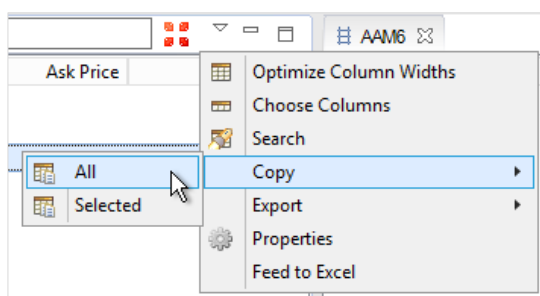 AAM6
Ask Price
Optimize Column Widths
Choose Columns
Search
Copy
All
Selected
Export
Properties
Feed to Excel